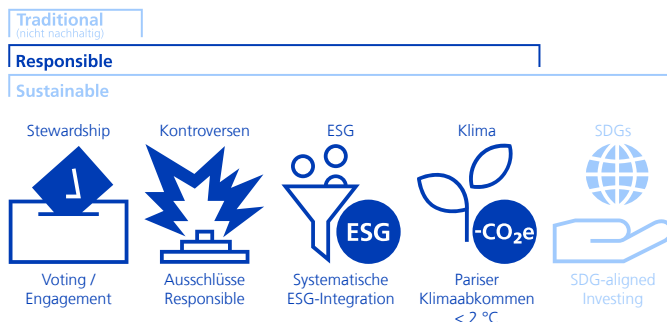 Traditional
(nicht nachhaltig)
Responsible
Sustainable
Stewardship
Kontroversen
ESG
Klima
SDGs
ESG
-CO₂e
Voting /
Engagement
Ausschlüsse
Responsible
Systematische
ESG-Integration
Pariser
Klimaabkommen
< 2 °C
SDG-aligned
Investing